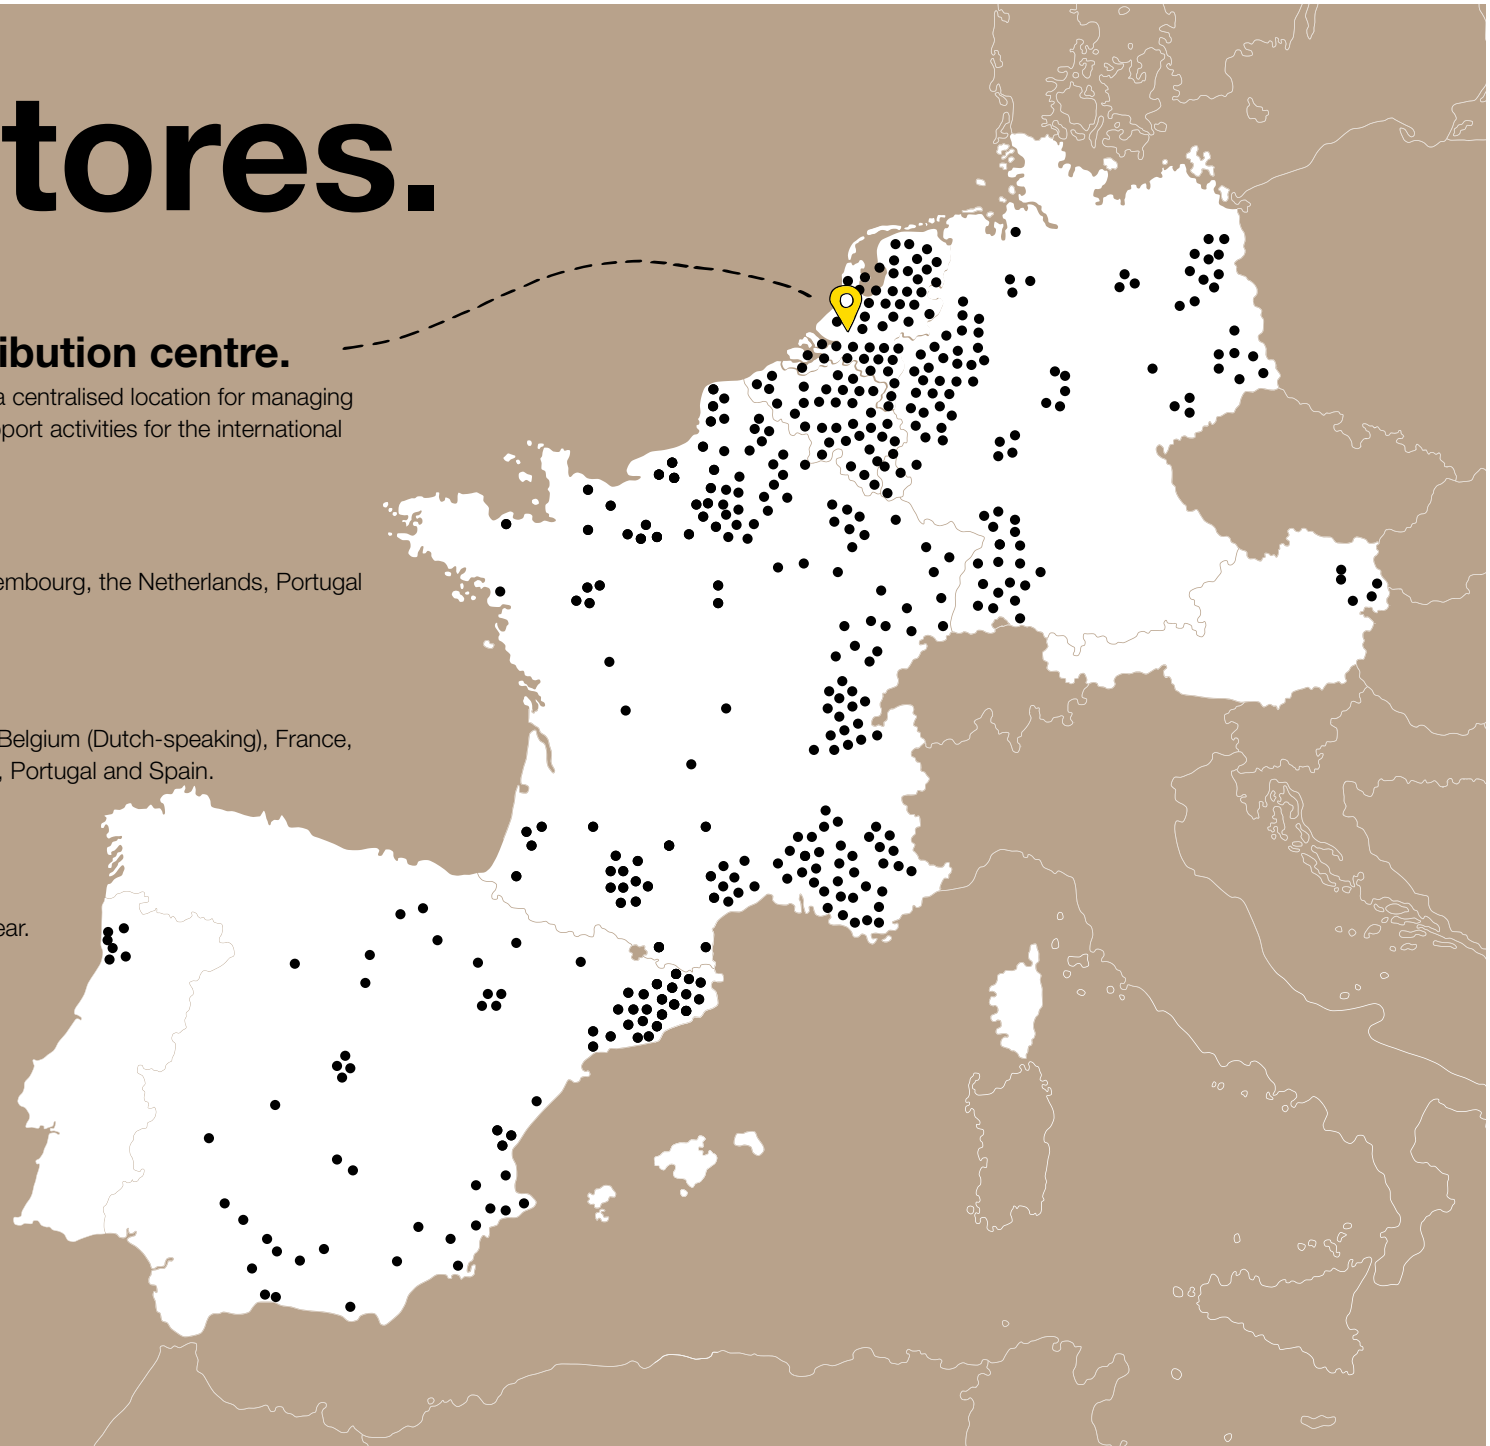 tores.
ibution centre.
a centralised location for managing
port activities for the international
embourg, the Netherlands, Portugal
Belgium (Dutch-speaking), France,
, Portugal and Spain.
ear.